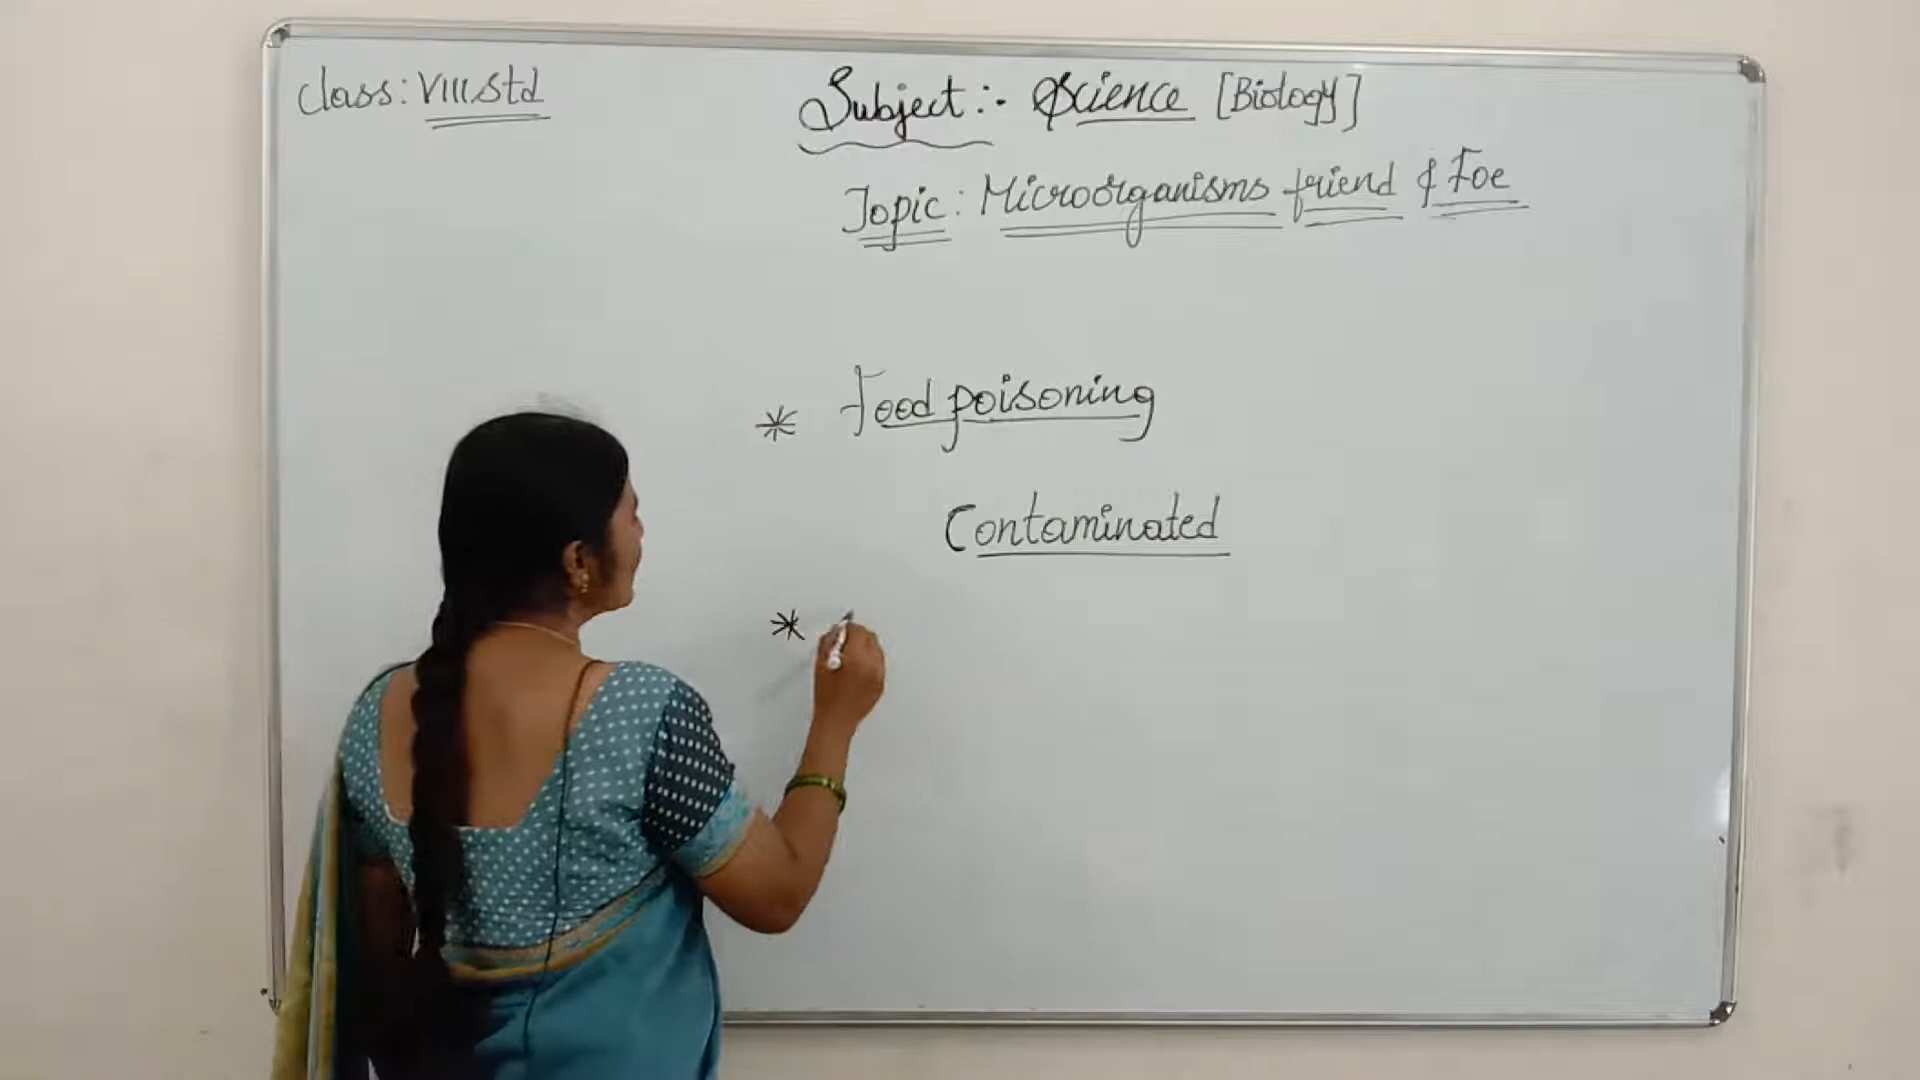 class: VIII Std
Subject :- Science [Biology]
Topic: Microorganisms friend & Foe
* Food poisoning
Contaminated
*